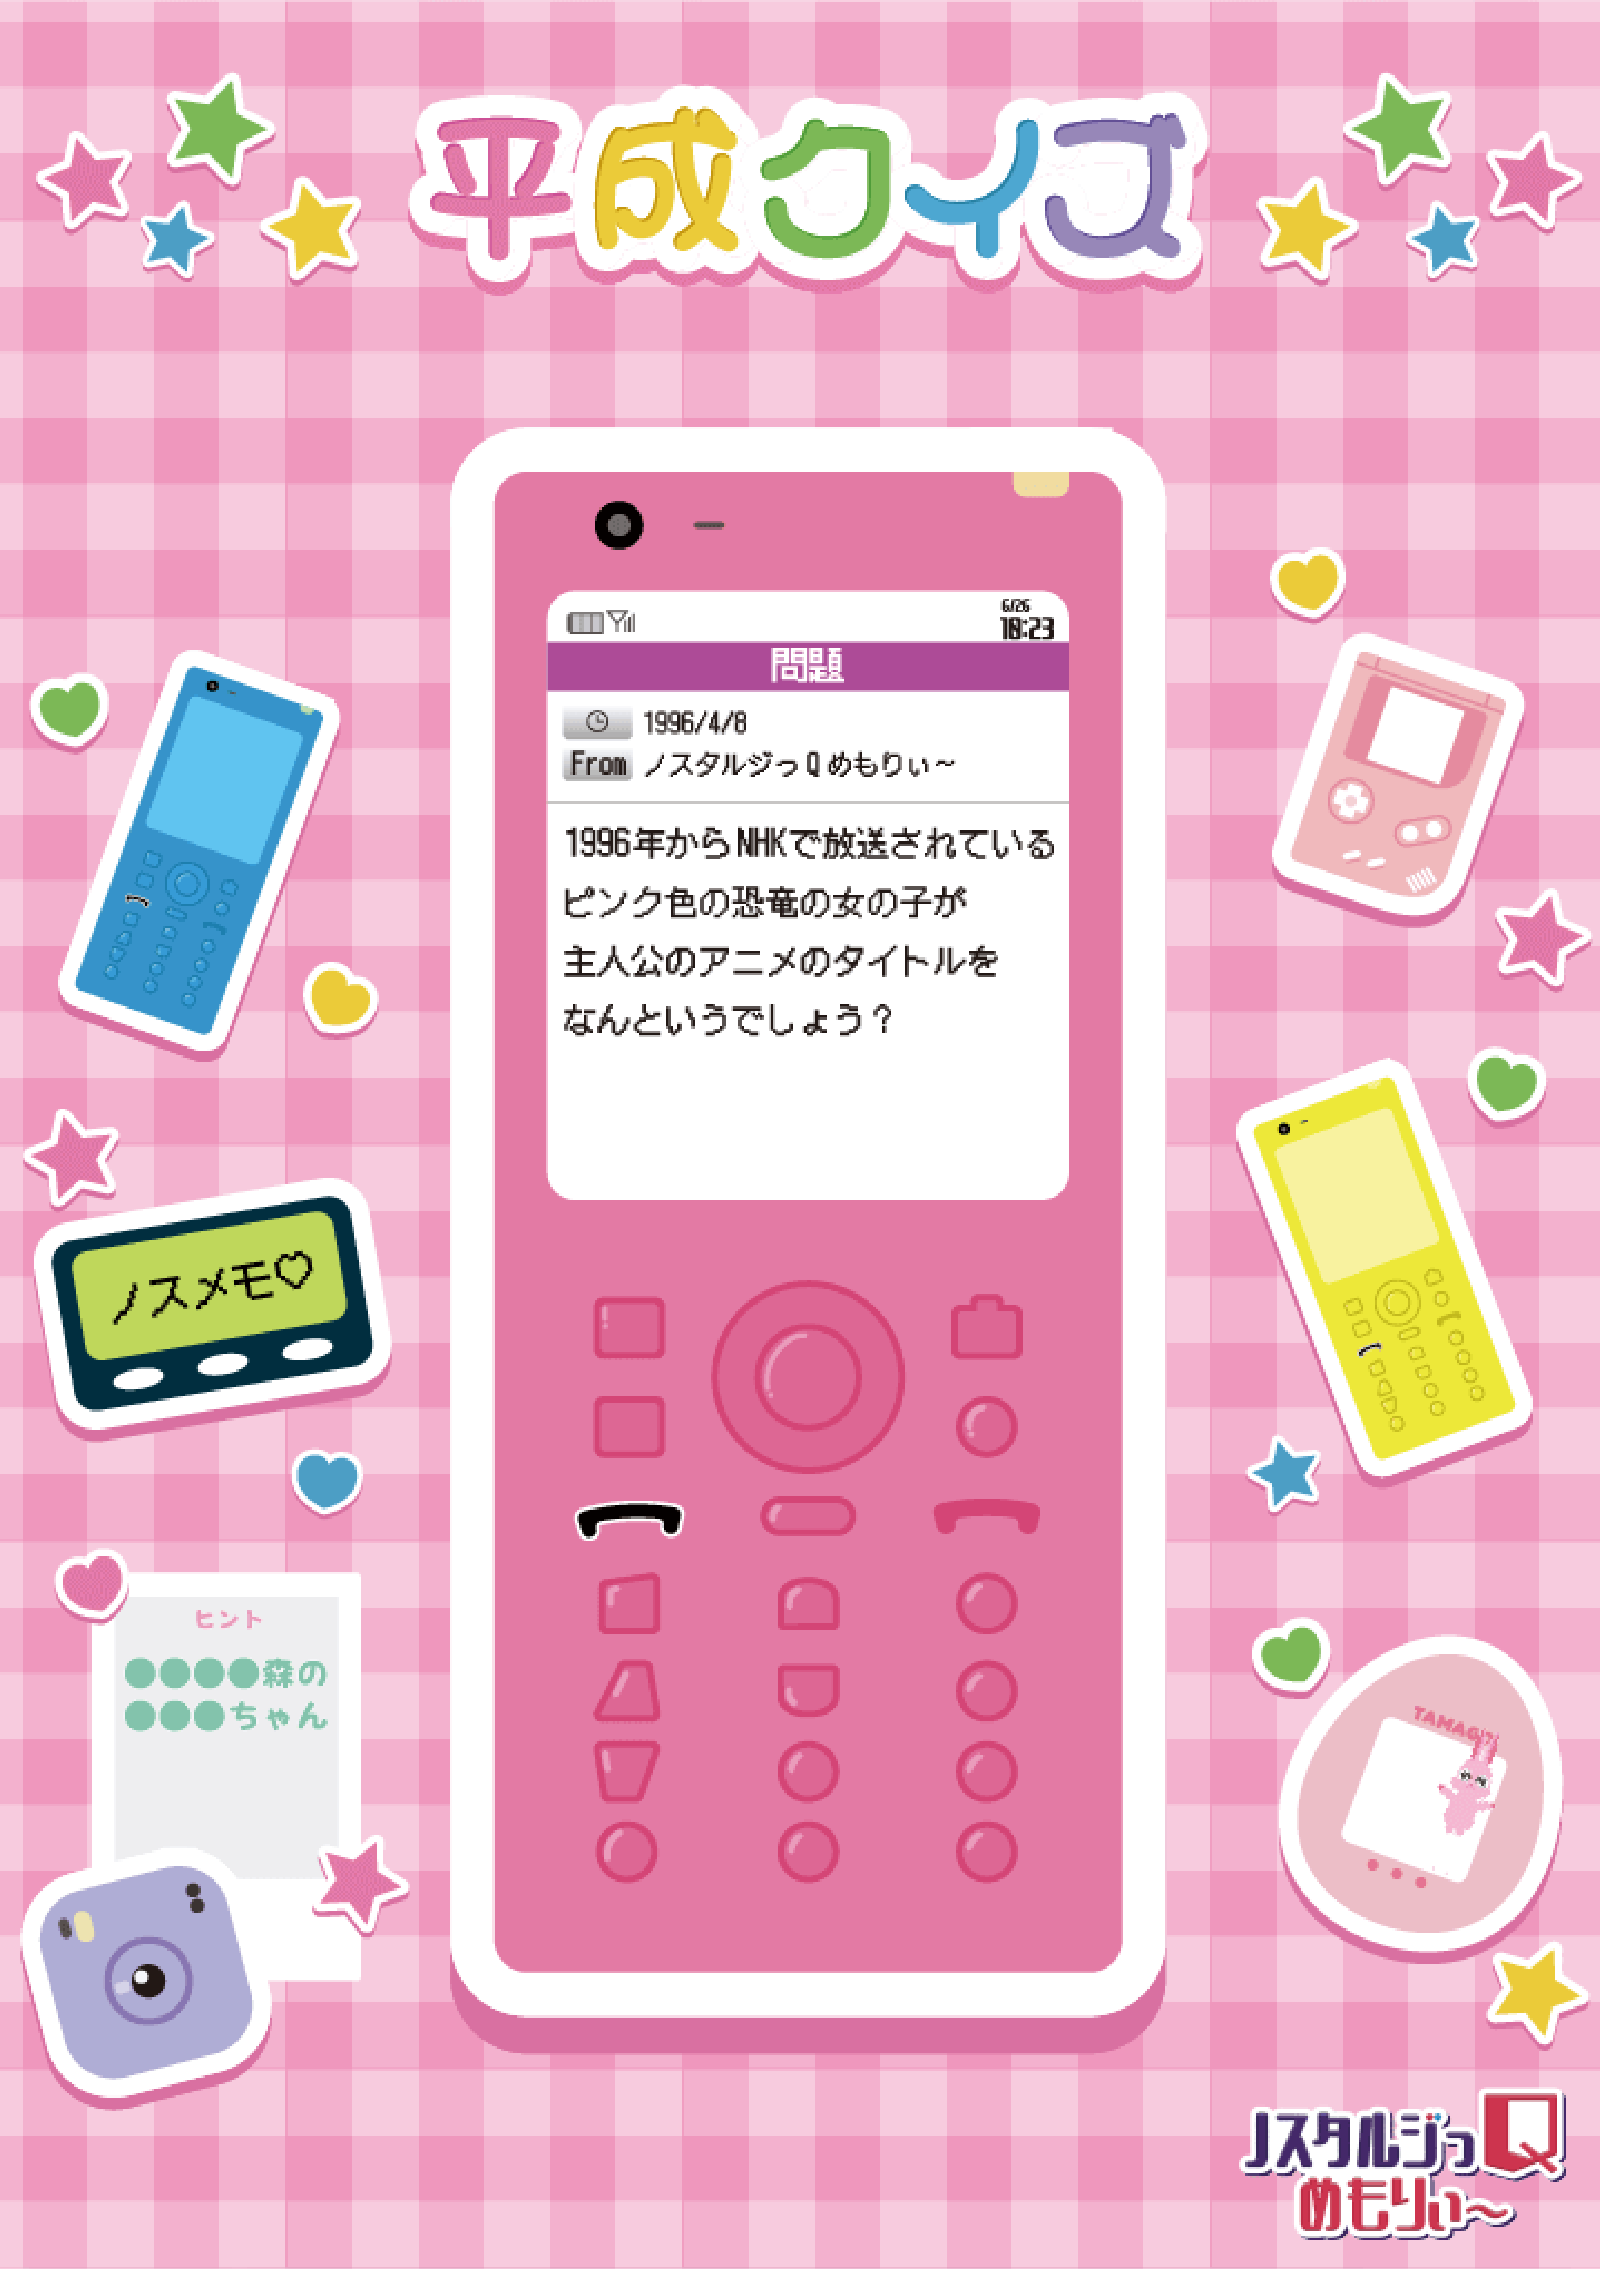 平成クイズ
6/26
18:23
問題
1996/4/8
From ノスタルジっQめもりぃ～
1996年からNHKで放送されている
ピンク色の恐竜の女の子が
主人公のアニメのタイトルを
なんというでしょう？
ノスメモ♡
ヒント
●●●●森の
●●●ちゃん
ノスタルジっQ
めもりぃ～